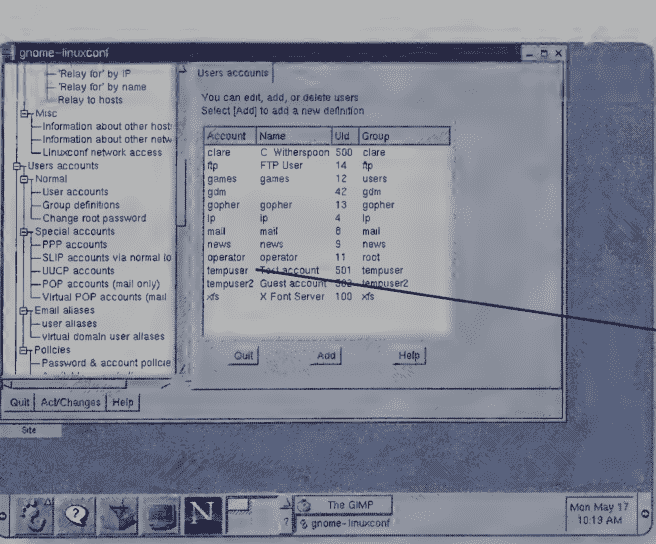 gnome-linuxconf
'Relay for' by IP
'Relay for' by name
Relay to hosts
Misc
Information about other host
Information about other netw
Linuxconf network access
Users accounts
Normal
User accounts
Group definitions
Change root password
Special accounts
PPP accounts
SLIP accounts via normal lo
UUCP accounts
POP accounts (mail only)
Virtual POP accounts (mail
Email aliases
user aliases
virtual domain user aliases
Policies
Password & account policie
Users accounts
You can edit, add, or delete users
Select [Add] to add a new definition
Account Name Uid Group
clare C Witherspoon 500 clare
ftp FTP User 14 ftp
games games 12 users
gdm 42 gdm
gopher gopher 13 gopher
lp lp 4 lp
mail mail 8 mail
news news 9 news
operator operator 11 root
tempuser Test account 501 tempuser
tempuser2 Guest account 502 tempuser2
xfs X Font Server 100 xfs
Quit Add Help
Quit Act/Changes Help
Site
N
?
The GIMP
gnome-linuxconf
Mon May 17
10:19 AM